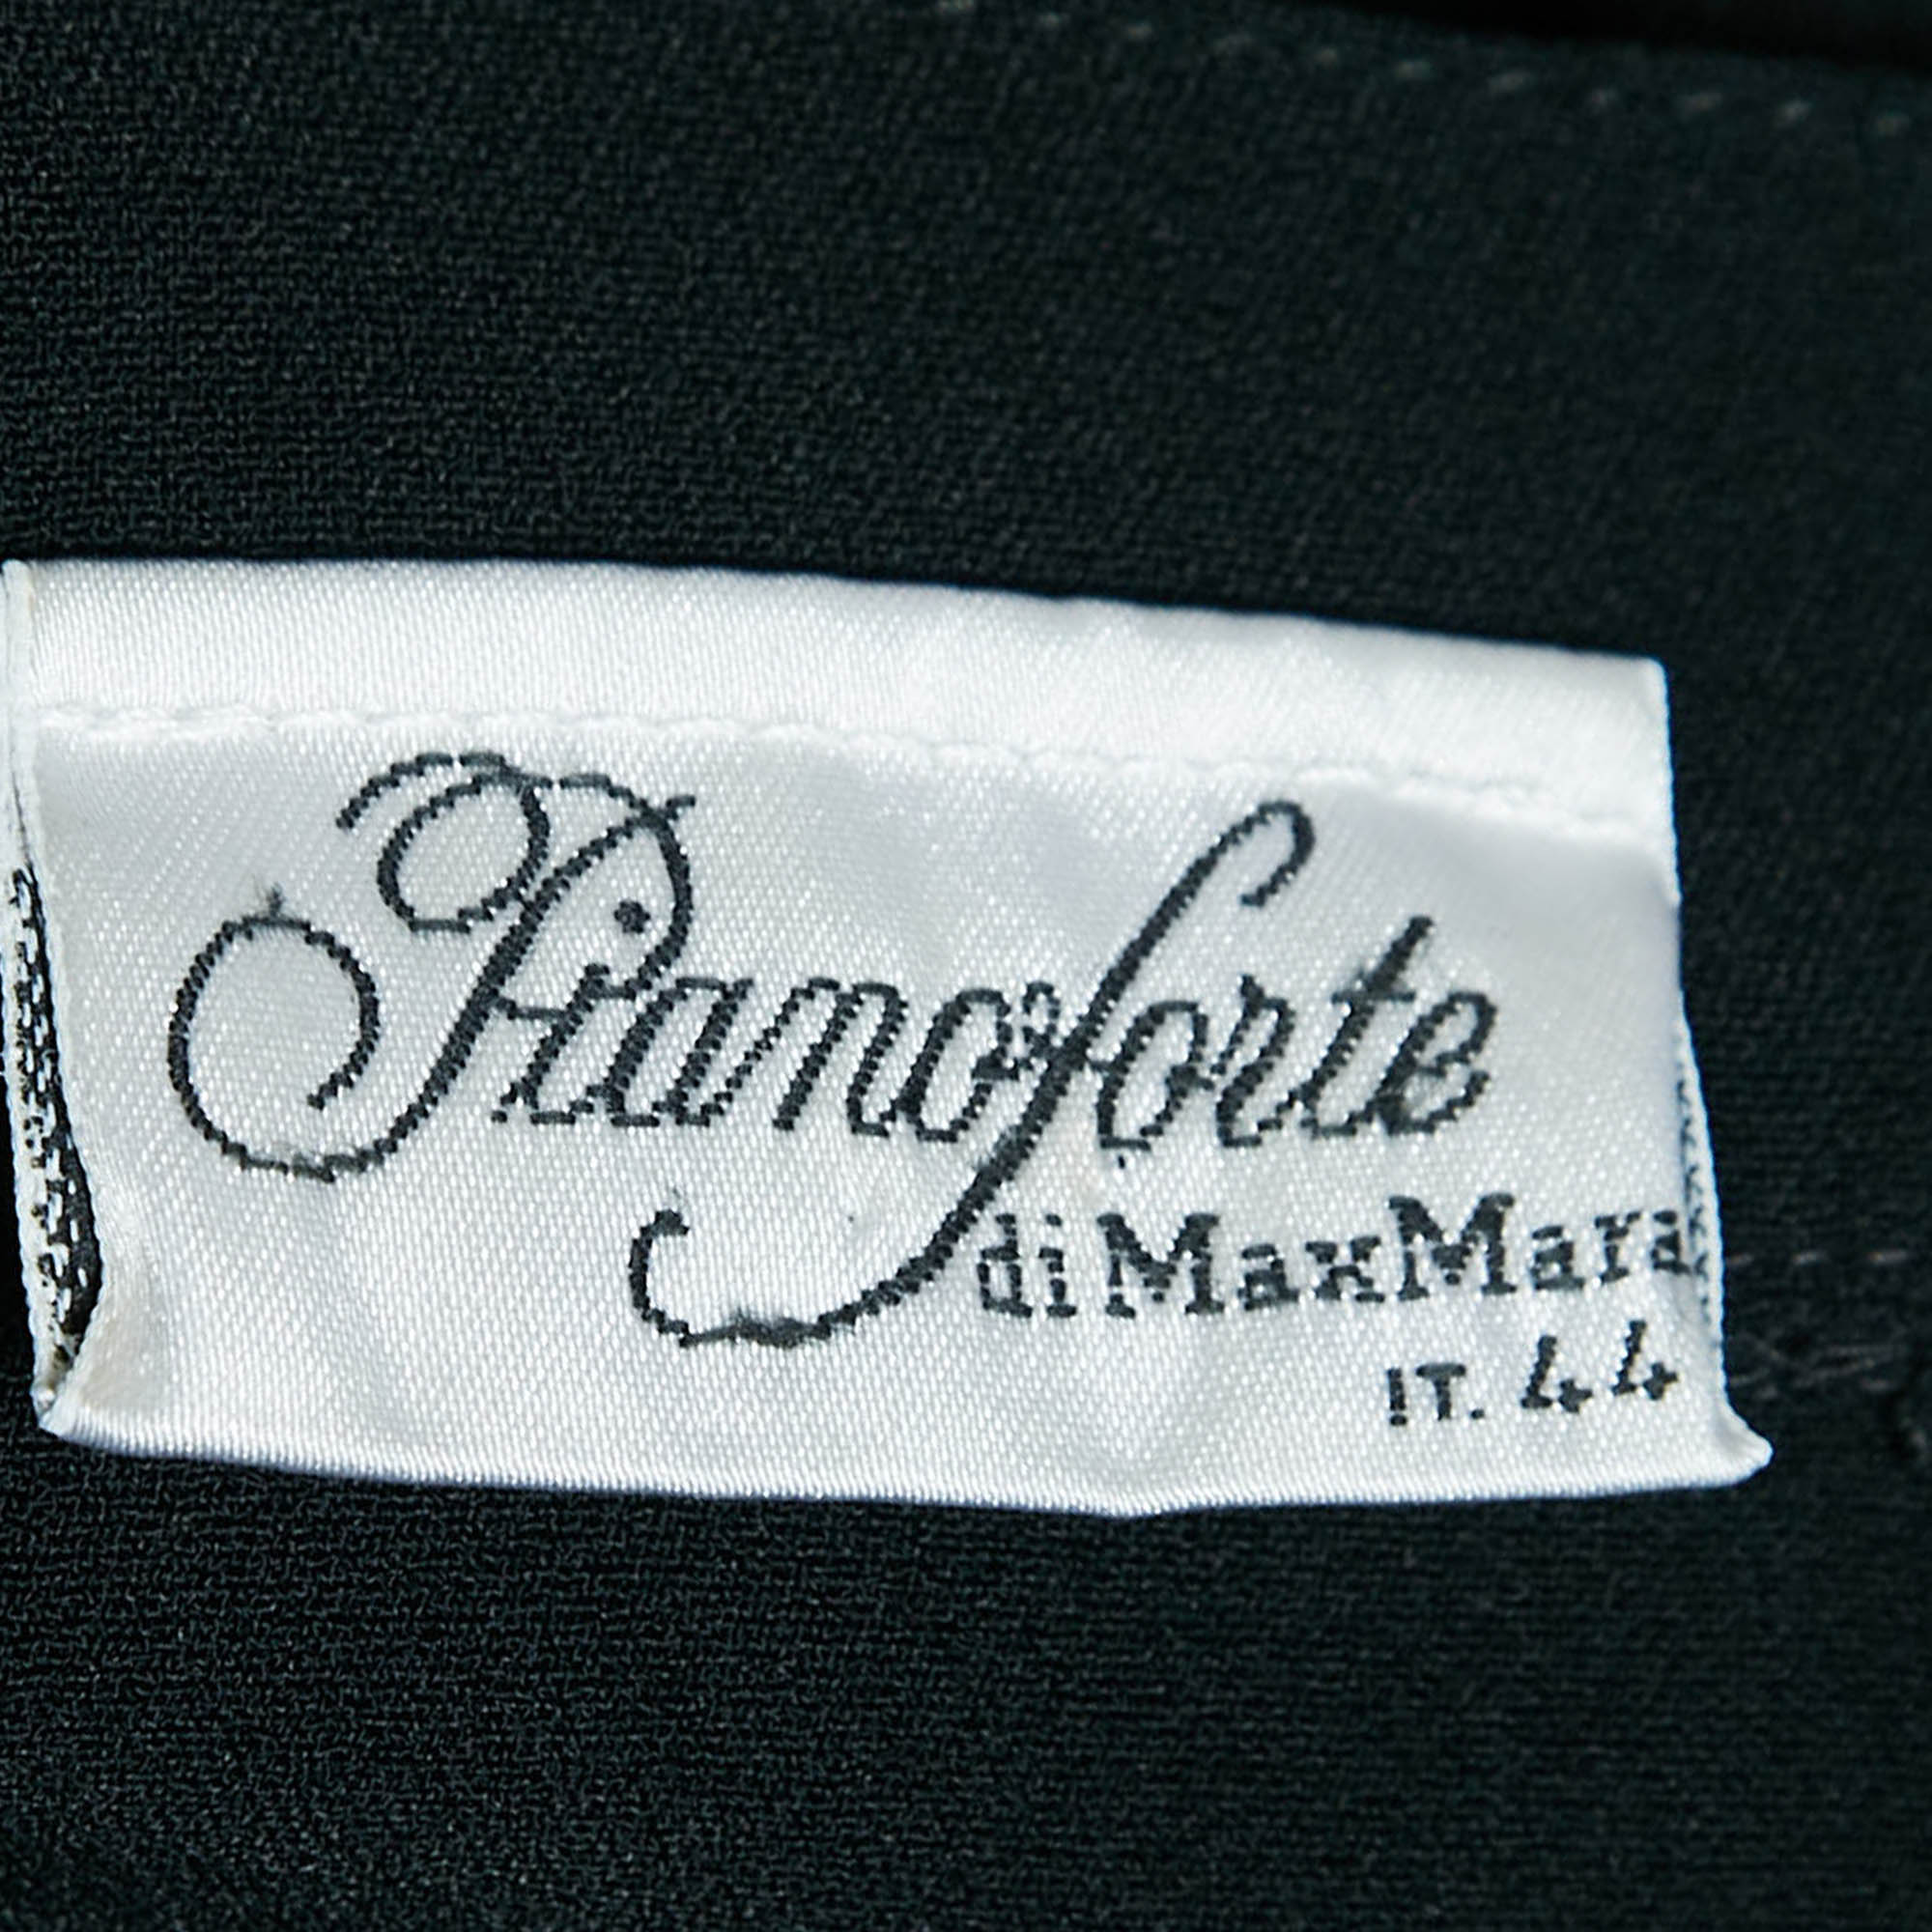 Pianoforte
di MaxMara
IT. 44